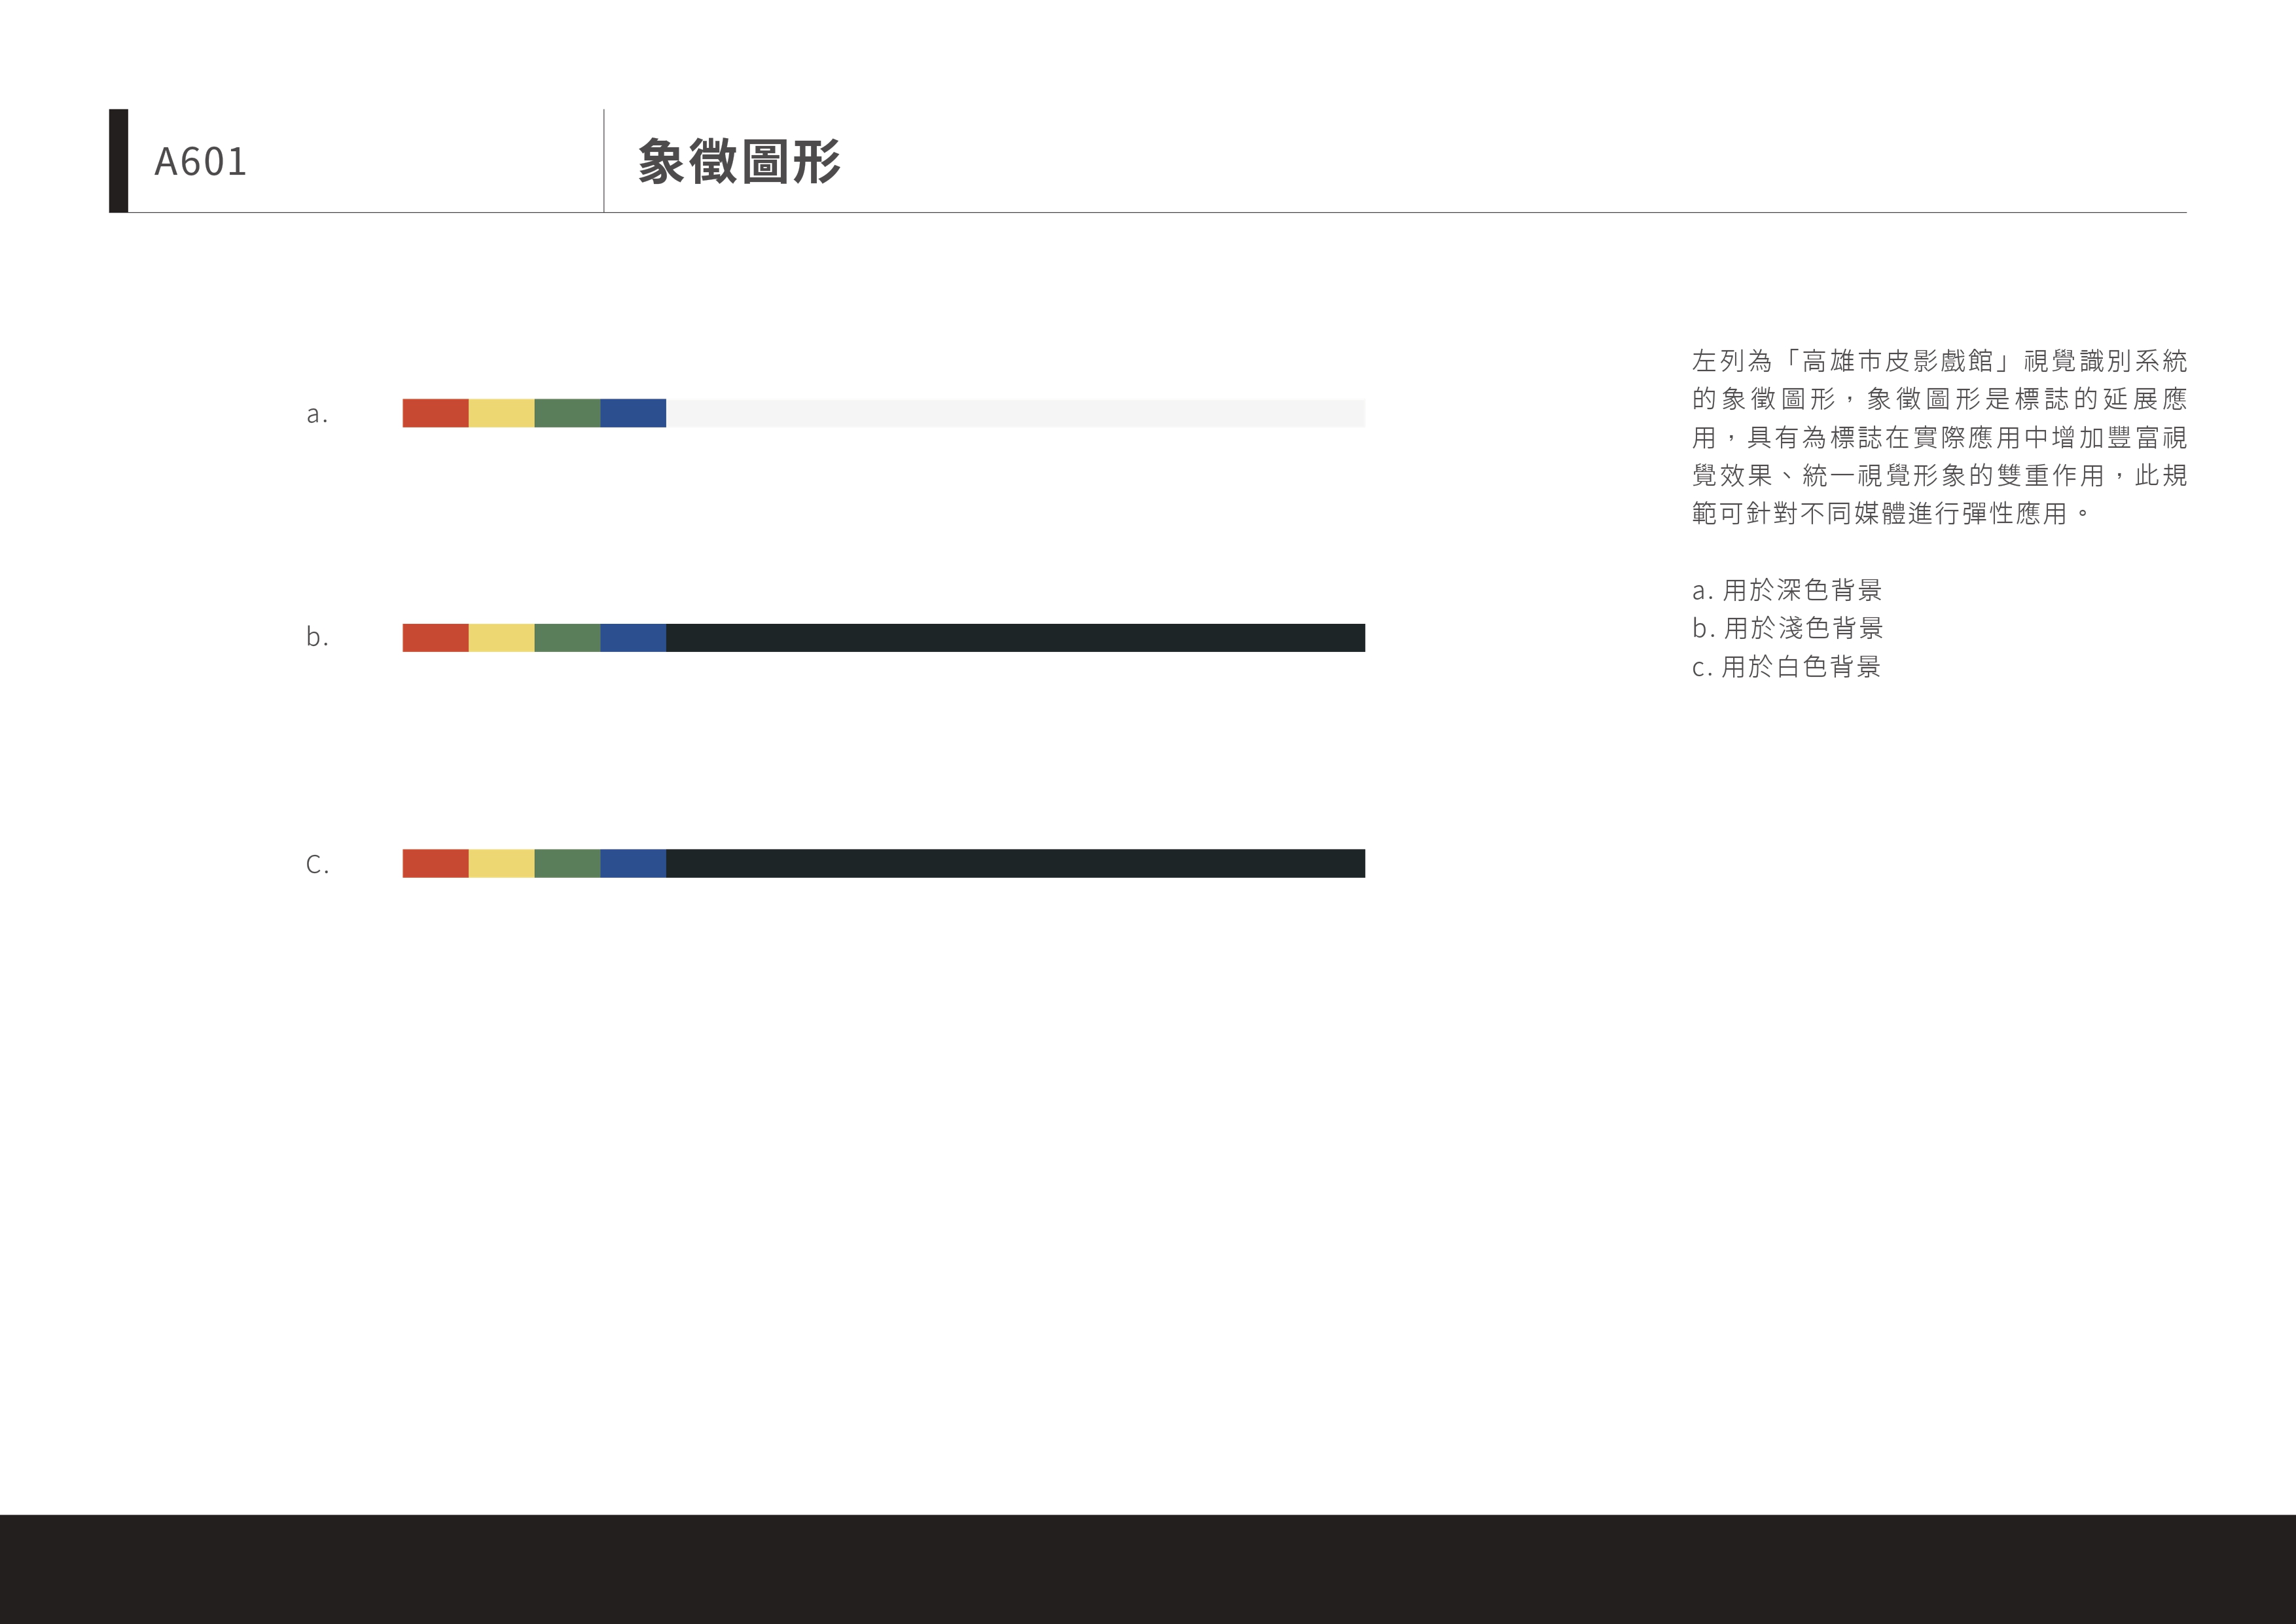 A601
象徵圖形
a.
b.
c.
左列為「高雄市皮影戲館」視覺識別系統
的象徵圖形，象徵圖形是標誌的延展應
用，具有為標誌在實際應用中增加豐富視
覺效果、統一視覺形象的雙重作用，此規
範可針對不同媒體進行彈性應用。
a. 用於深色背景
b. 用於淺色背景
c. 用於白色背景